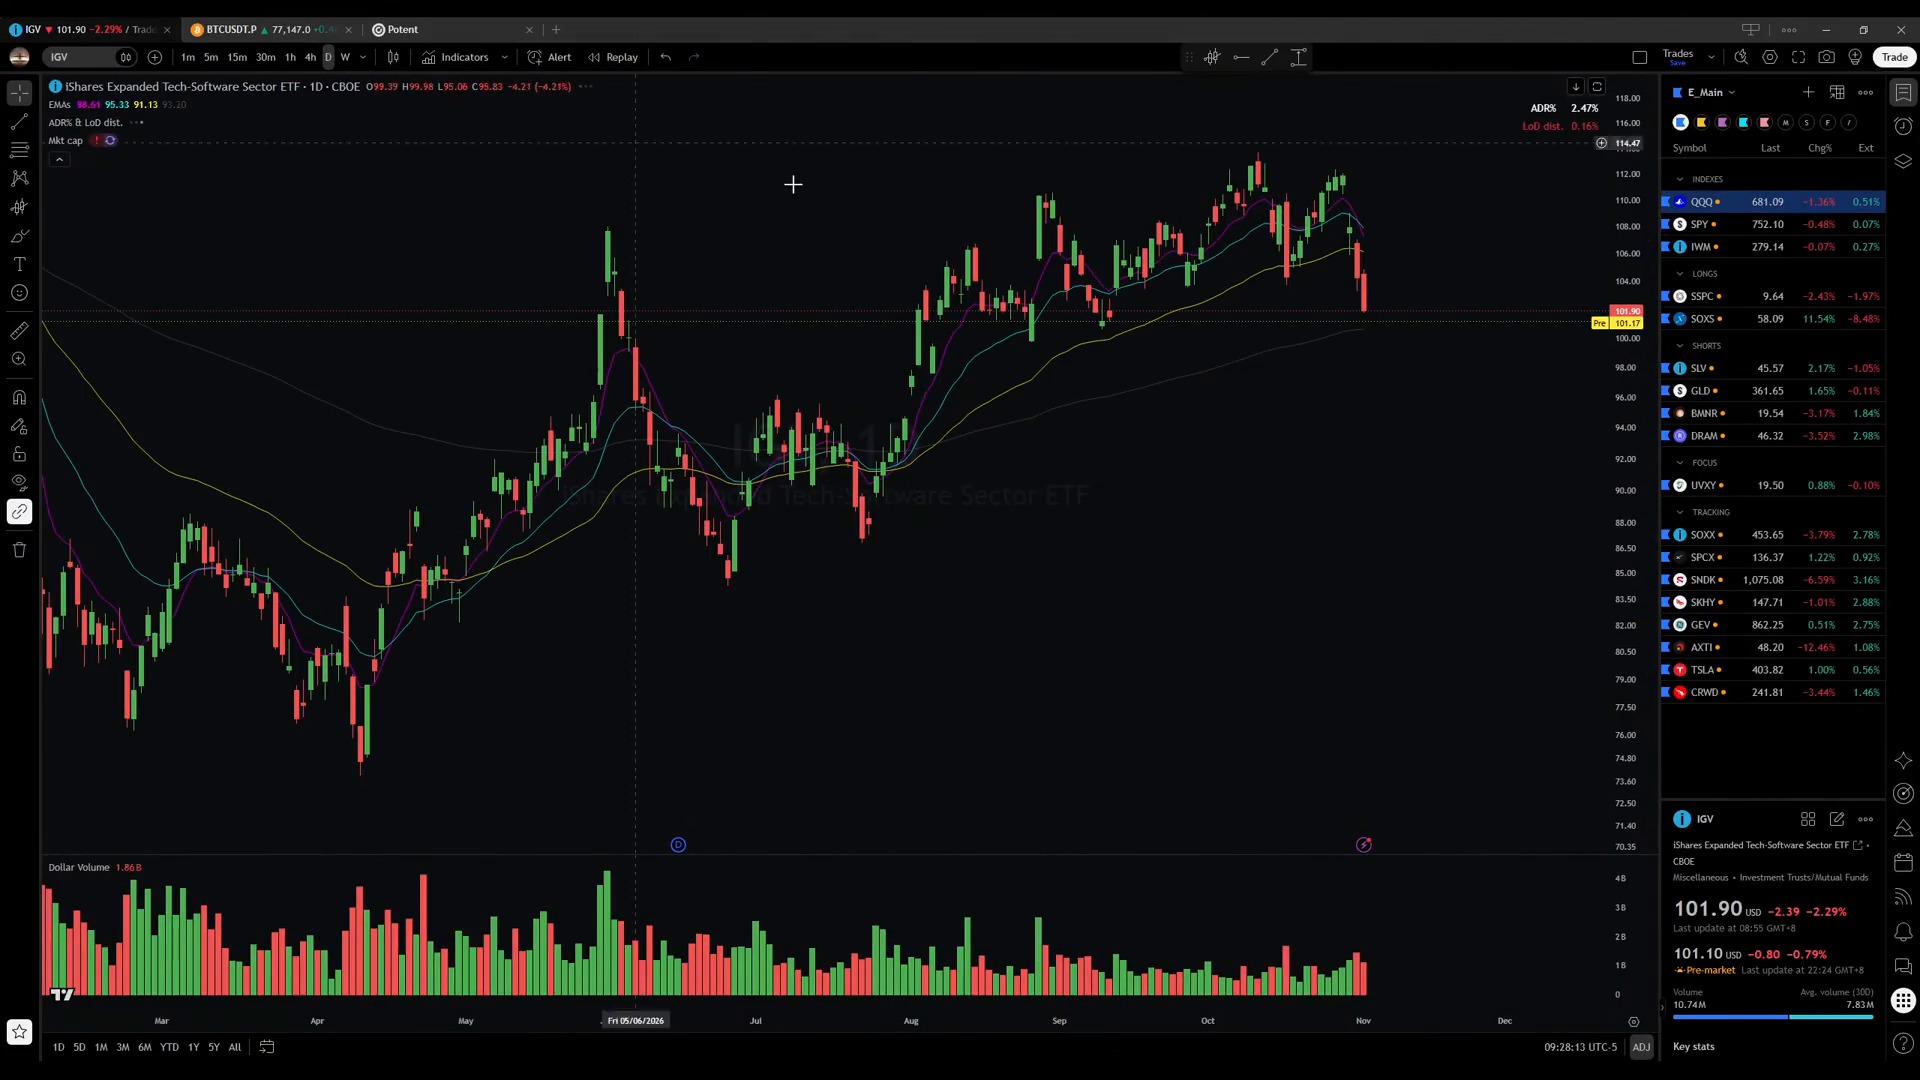 IGV ▼ 101.90 −2.29% / Trad
BTCUSDT.P ▲ 77,147.0
Potent
IGV
1m 5m 15m 30m 1h 4h D W
Indicators
Alert
Replay
Trades
Save
Trade
iShares Expanded Tech-Software Sector ETF · 1D · CBOE O99.39 H99.98 L95.06 C95.83 −4.21 (−4.21%)
EMAs 98.61 95.33 91.13 93.20
ADR% & LoD dist.
Mkt cap
ADR% 2.47%
LoD dist. 0.16%
iShares Expanded Tech-Software Sector ETF
118.00
116.00
114.47
112.00
110.00
108.00
106.00
104.00
101.90
Pre 101.17
100.00
98.00
96.00
94.00
92.00
90.00
88.00
86.50
85.00
83.50
82.00
80.50
79.00
77.50
76.00
74.80
73.60
72.50
71.40
70.35
D
Dollar Volume 1.86B
4B
3B
2B
1B
0
Mar Apr May Fri 05/06/2026 Jul Aug Sep Oct Nov Dec
1D 5D 1M 3M 6M YTD 1Y 5Y All
09:28:13 UTC-5
ADJ
E_Main
M S F /
Symbol Last Chg% Ext
INDEXES
QQQ 681.09 −1.36% 0.51%
SPY 752.10 −0.48% 0.07%
IWM 279.14 −0.07% 0.27%
LONGS
SSPC 9.64 −2.43% −1.97%
SOXS 58.09 11.54% −8.48%
SHORTS
SLV 45.57 2.17% −1.05%
GLD 361.65 1.65% −0.11%
BMNR 19.54 −3.17% 1.84%
DRAM 46.32 −3.52% 2.98%
FOCUS
UVXY 19.50 0.88% −0.10%
TRACKING
SOXX 453.65 −3.79% 2.78%
SPCX 136.37 1.22% 0.92%
SNDK 1,075.08 −6.59% 3.16%
SKHY 147.71 −1.01% 2.88%
GEV 862.25 0.51% 2.75%
AXTI 48.20 −12.46% 1.08%
TSLA 403.82 1.00% 0.56%
CRWD 241.81 −3.44% 1.46%
IGV
iShares Expanded Tech-Software Sector ETF ·
CBOE
Miscellaneous · Investment Trusts/Mutual Funds
101.90 USD −2.39 −2.29%
Last update at 08:55 GMT+8
101.10 USD −0.80 −0.79%
Pre-market Last update at 22:24 GMT+8
Volume Avg. volume (30D)
10.74M 7.83M
Key stats